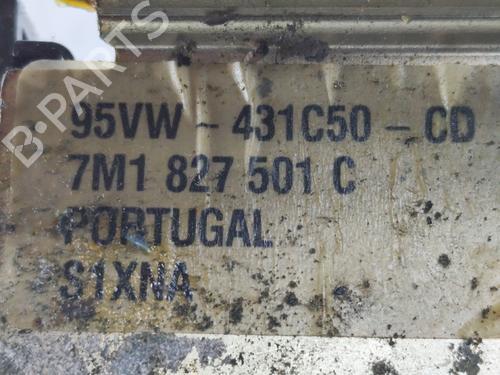 95VW - 431C50 - CD
7M1 827 501 C
PORTUGAL
S1XNA
B-PARTS